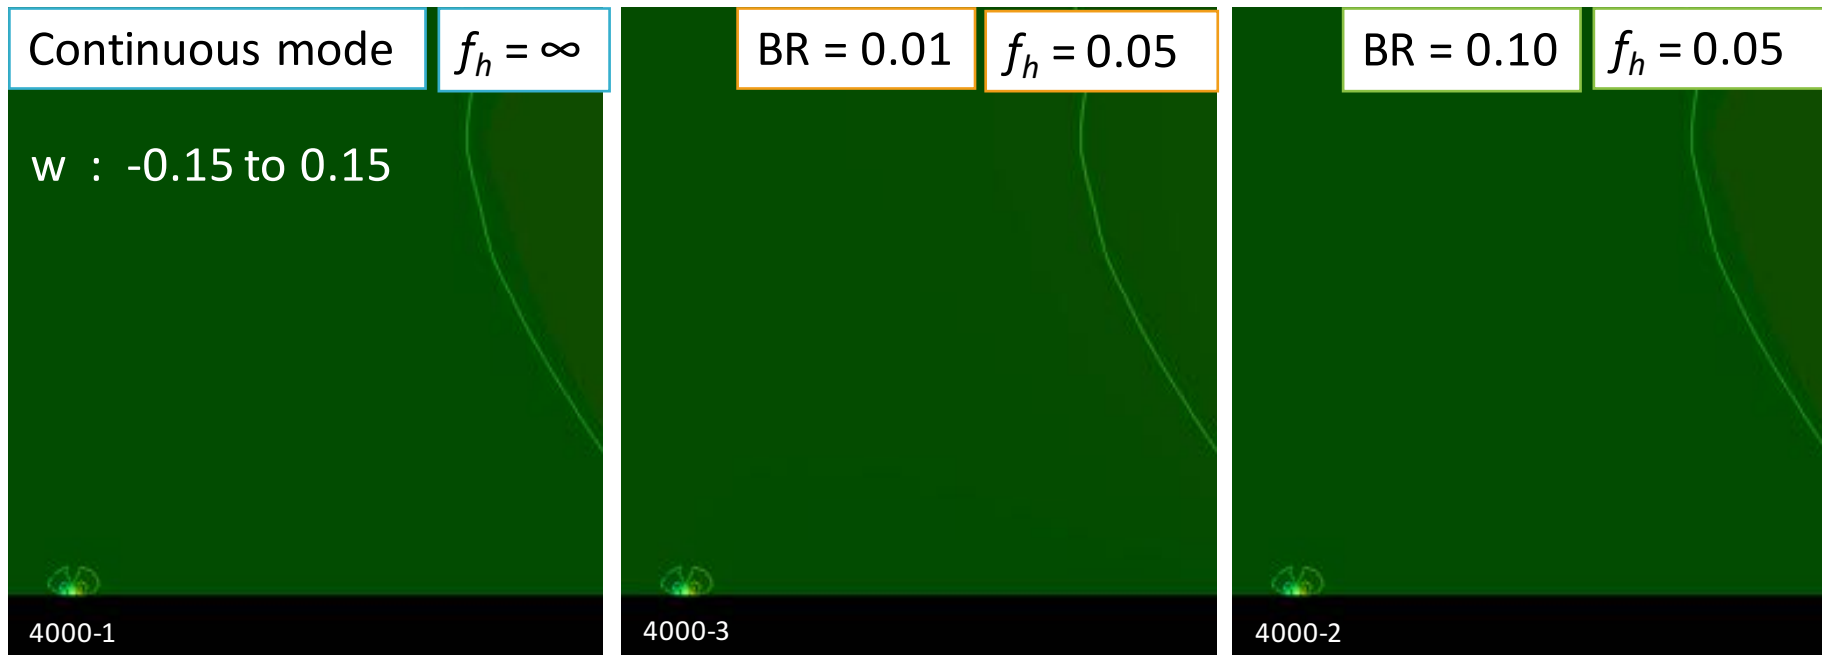 Continuous mode
fh = ∞
BR = 0.01
fh = 0.05
BR = 0.10
fh = 0.05
w : -0.15 to 0.15
4000-1
4000-3
4000-2